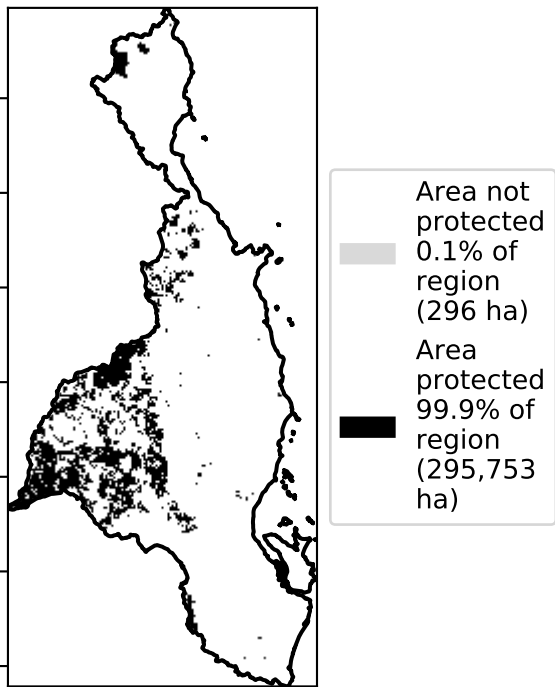 Area not
protected
0.1% of
region
(296 ha)
Area
protected
99.9% of
region
(295,753
ha)